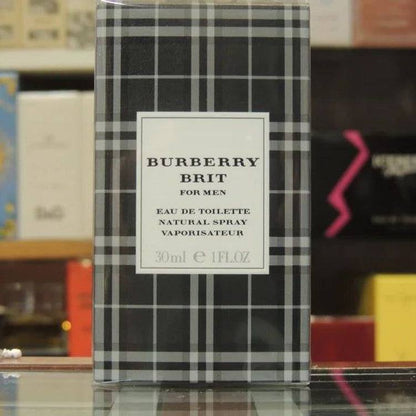 BURBERRY
BRIT
FOR MEN
EAU DE TOILETTE
NATURAL SPRAY
VAPORISATEUR
30ml e 1FL.OZ
D&G